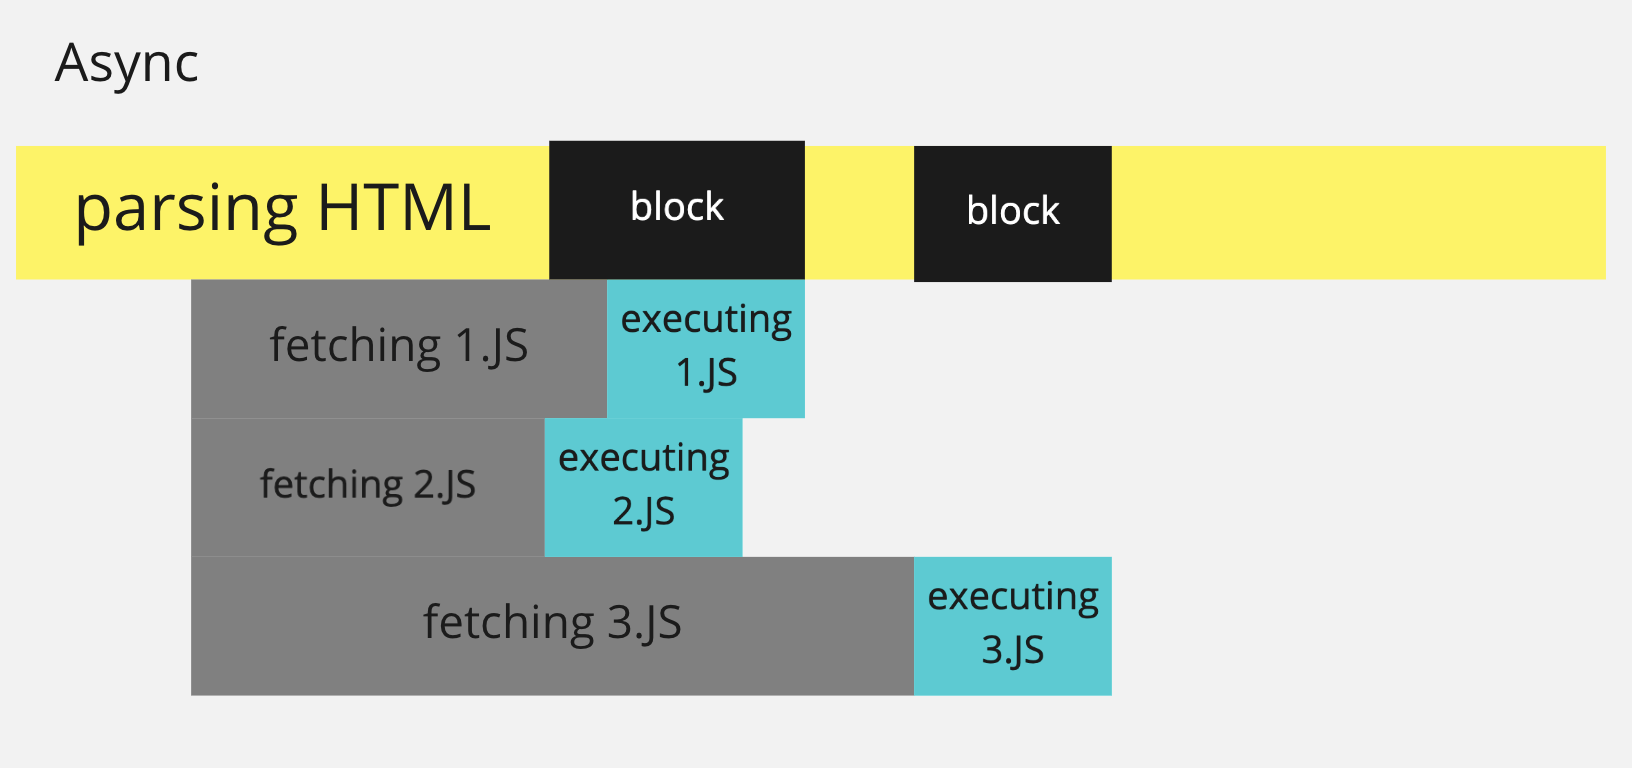 Async
parsing HTML
block
block
fetching 1.JS
executing
1.JS
fetching 2.JS
executing
2.JS
fetching 3.JS
executing
3.JS